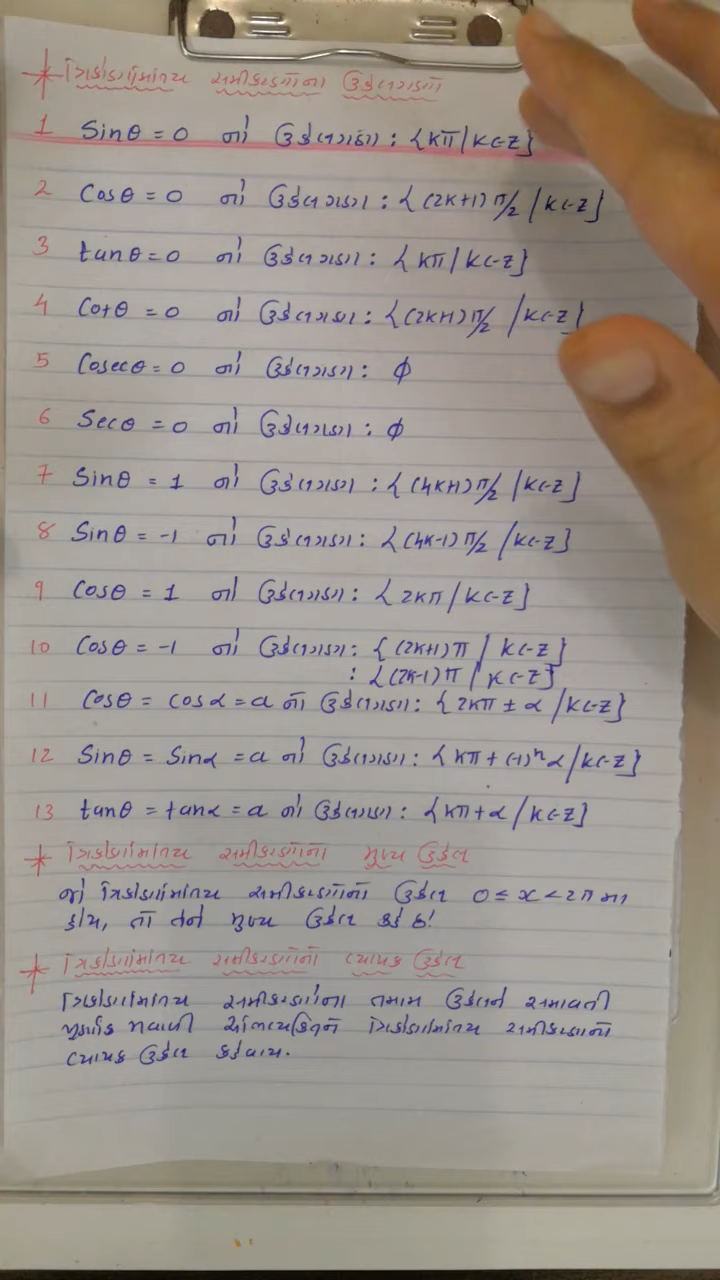 * ત્રિકોણમિતીય સમીકરણોના ઉકેલગણો
1 Sinθ = 0 નો ઉકેલગણ : {kπ/k∈Z}
2 Cosθ = 0 નો ઉકેલગણ : {(2k+1)π/2 /k∈Z}
3 tanθ = 0 નો ઉકેલગણ : {kπ/k∈Z}
4 Cotθ = 0 નો ઉકેલગણ : {(2k+1)π/2 /k∈Z}
5 Cosecθ = 0 નો ઉકેલગણ : ϕ
6 Secθ = 0 નો ઉકેલગણ : ϕ
7 Sinθ = 1 નો ઉકેલગણ : {(4k+1)π/2 /k∈Z}
8 Sinθ = -1 નો ઉકેલગણ : {(4k-1)π/2 /k∈Z}
9 Cosθ = 1 નો ઉકેલગણ : {2kπ/k∈Z}
10 Cosθ = -1 નો ઉકેલગણ : {(2k+1)π / k∈Z}
: {(2k-1)π / k∈Z}
11 Cosθ = cosα = a નો ઉકેલગણ : {2kπ ± α /k∈Z}
12 Sinθ = Sinα = a નો ઉકેલગણ : {kπ + (-1)ⁿ α/k∈Z}
13 tanθ = tanα = a નો ઉકેલગણ : {kπ+α /k∈Z}
* ત્રિકોણમિતીય સમીકરણોનો મુખ્ય ઉકેલ
જો ત્રિકોણમિતીય સમીકરણોનો ઉકેલ 0 ≤ x < 2π મા
હોય, તો તેને મુખ્ય ઉકેલ કહે છે!
* ત્રિકોણમિતીય સમીકરણોનો વ્યાપક ઉકેલ
ત્રિકોણમિતીય સમીકરણોના તમામ ઉકેલને સમાવતી
પૂર્ણાંક મવાળી અભિવ્યક્તિને ત્રિકોણમિતીય સમીકરણનો
વ્યાપક ઉકેલ કહેવાય.